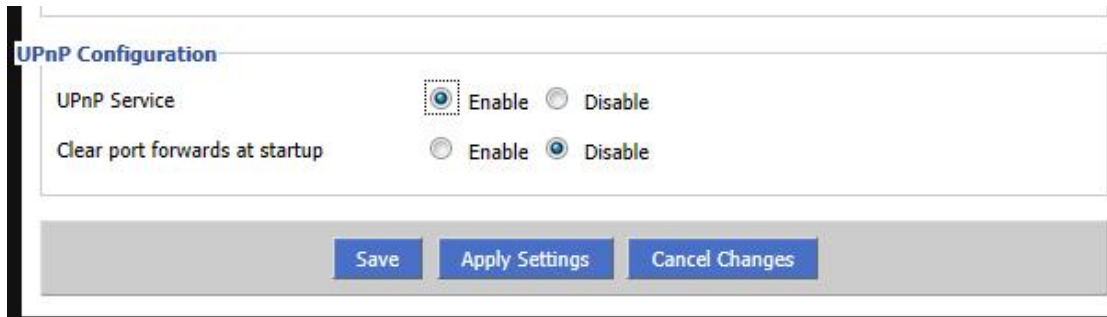 UPnP Configuration
UPnP Service Enable Disable
Clear port forwards at startup Enable Disable
Save Apply Settings Cancel Changes